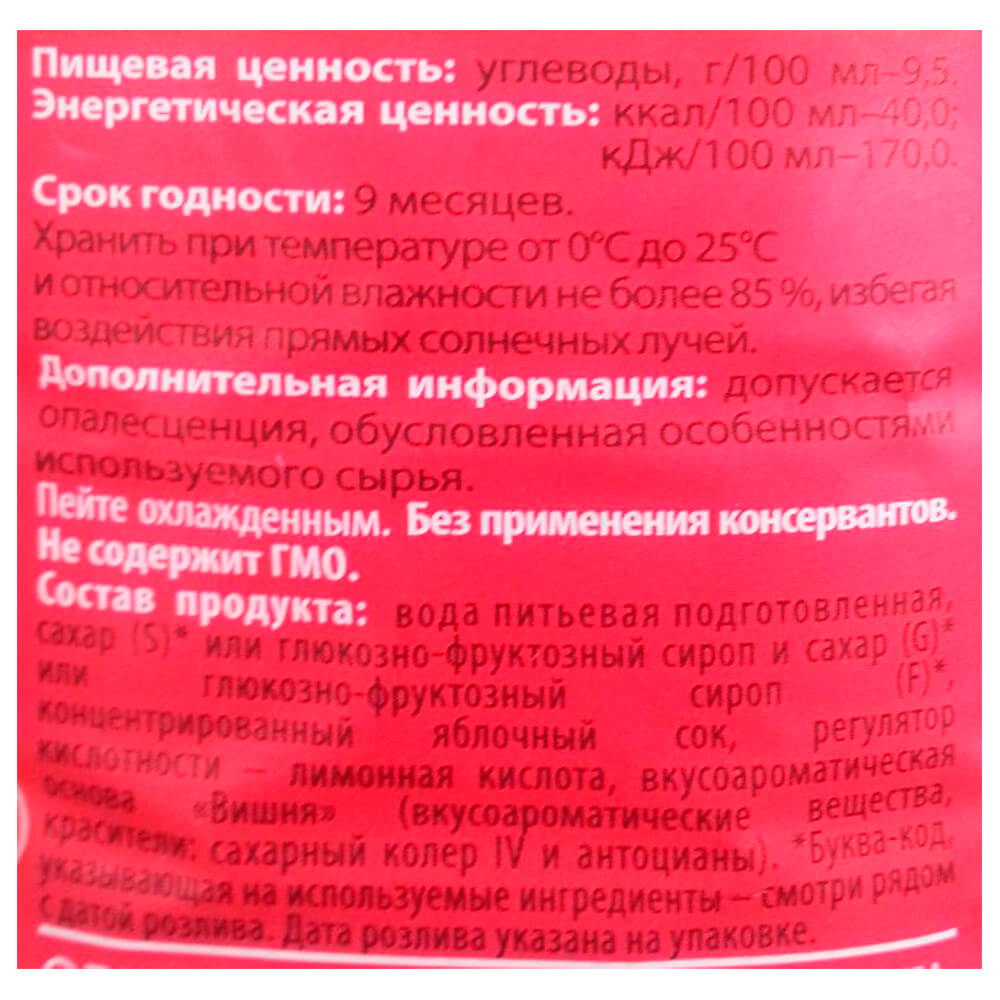 Пищевая ценность: углеводы, г/100 мл–9,5.
Энергетическая ценность: ккал/100 мл–40,0;
кДж/100 мл–170,0.
Срок годности: 9 месяцев.
Хранить при температуре от 0°С до 25°С
и относительной влажности не более 85 %, избегая
воздействия прямых солнечных лучей.
Дополнительная информация: допускается
опалесценция, обусловленная особенностями
используемого сырья.
Пейте охлажденным. Без применения консервантов.
Не содержит ГМО.
Состав продукта: вода питьевая подготовленная,
сахар (S)* или глюкозно-фруктозный сироп и сахар (G)*
или глюкозно-фруктозный сироп (F)*,
концентрированный яблочный сок, регулятор
кислотности – лимонная кислота, вкусоароматическая
основа «Вишня» (вкусоароматические вещества,
красители: сахарный колер IV и антоцианы). *Буква-код,
указывающая на используемые ингредиенты – смотри рядом
с датой розлива. Дата розлива указана на упаковке.